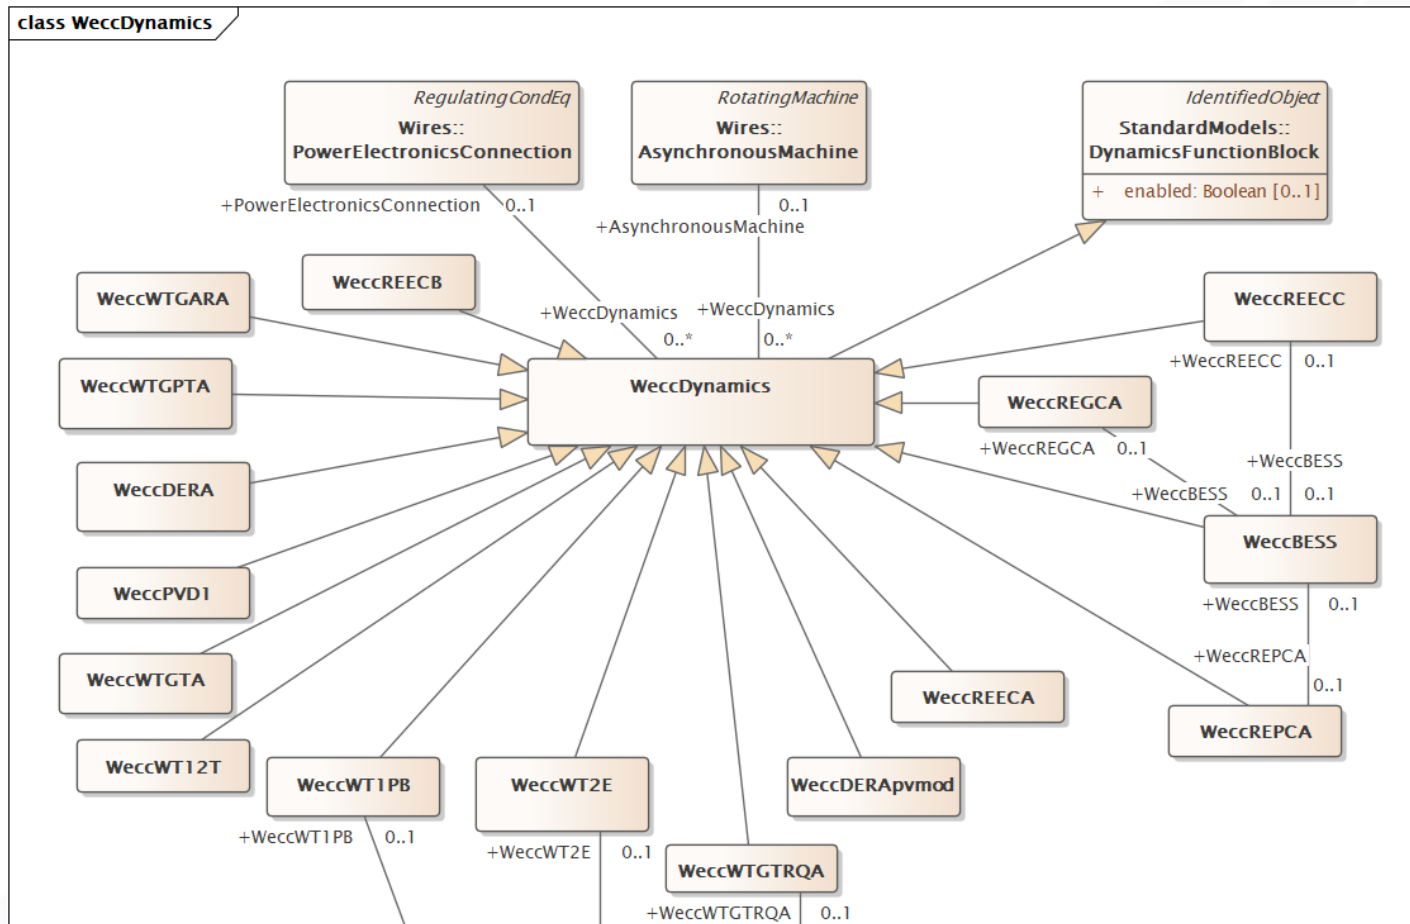 class WeccDynamics
RegulatingCondEq
Wires::
PowerElectronicsConnection
RotatingMachine
Wires::
AsynchronousMachine
IdentifiedObject
StandardModels::
DynamicsFunctionBlock
+ enabled: Boolean [0..1]
+PowerElectronicsConnection 0..1
0..1
+AsynchronousMachine
WeccREECB
WeccWTGARA
WeccREECC
+WeccDynamics
0..*
+WeccDynamics
0..*
+WeccREECC 0..1
WeccWTGPTA
WeccDynamics
WeccREGCA
+WeccREGCA 0..1
+WeccBESS
0..1
WeccDERA
+WeccBESS 0..1
WeccBESS
WeccPVD1
+WeccBESS 0..1
+WeccREPCA
0..1
WeccWTGTA
WeccREECA
WeccREPCA
WeccWT12T
WeccWT1PB
+WeccWT1PB 0..1
WeccWT2E
+WeccWT2E 0..1
WeccDERApvmod
WeccWTGTRQA
+WeccWTGTRQA 0..1